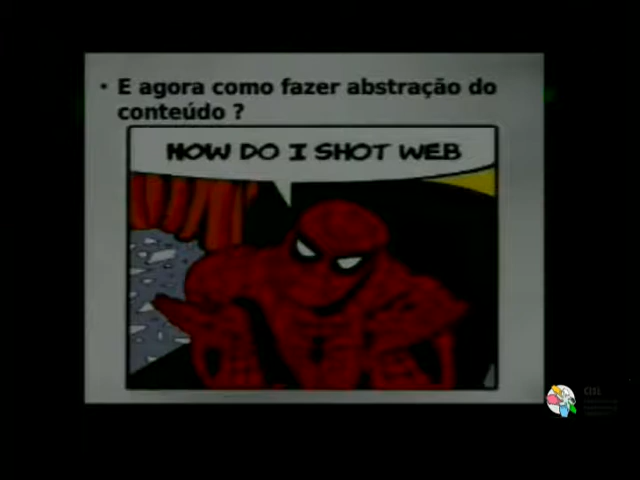 • E agora como fazer abstração do
conteúdo ?
HOW DO I SHOT WEB